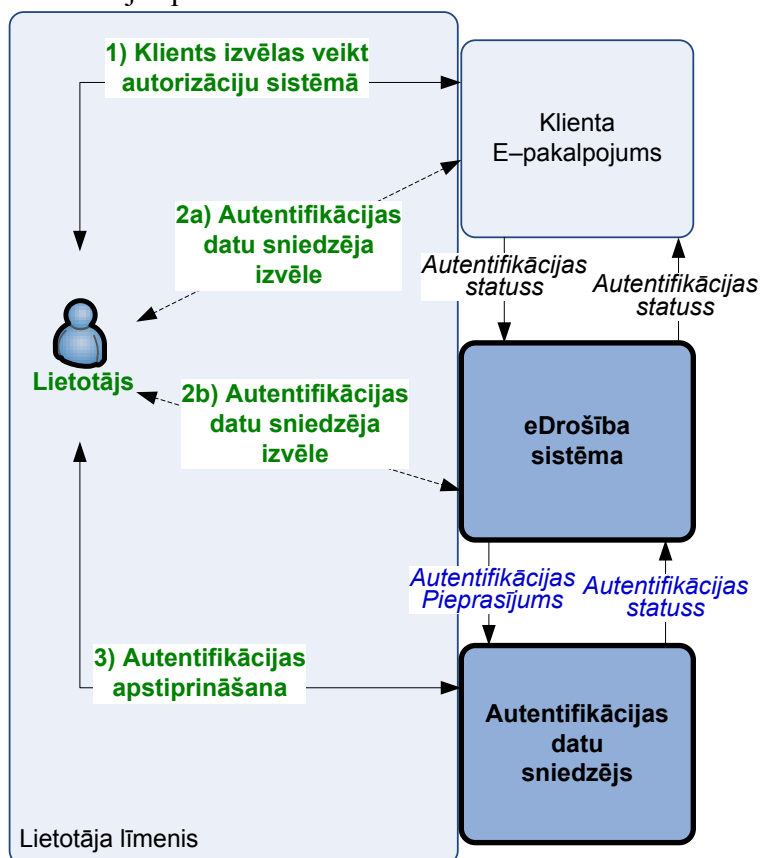 1) Klients izvēlas veikt
autorizāciju sistēmā
Klienta
E–pakalpojums
2a) Autentifikācijas
datu sniedzēja
izvēle
Autentifikācijas
statuss
Autentifikācijas
statuss
Lietotājs
2b) Autentifikācijas
datu sniedzēja
izvēle
eDrošība
sistēma
Autentifikācijas
Pieprasījums
Autentifikācijas
statuss
3) Autentifikācijas
apstiprināšana
Autentifikācijas
datu
sniedzējs
Lietotāja līmenis